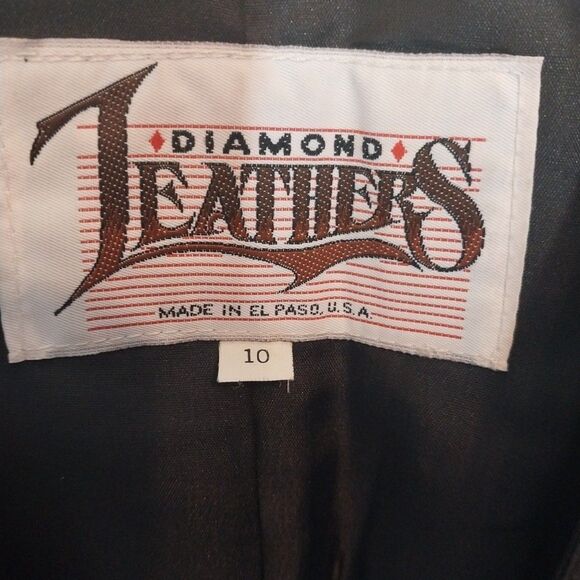 DIAMOND
LEATHERS
MADE IN EL PASO, U.S.A.
10